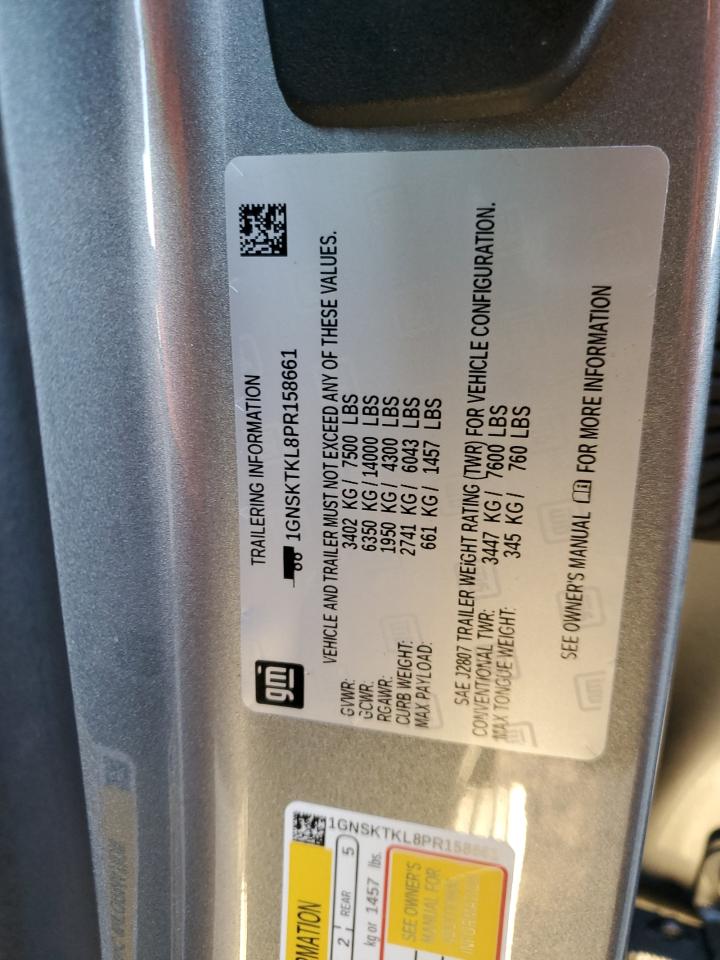 gm
TRAILERING INFORMATION
1GNSKTKL8PR158661
VEHICLE AND TRAILER MUST NOT EXCEED ANY OF THESE VALUES.
GVWR: 3402 KG / 7500 LBS
GCWR: 6350 KG / 14000 LBS
RGAWR: 1950 KG / 4300 LBS
CURB WEIGHT: 2741 KG / 6043 LBS
MAX PAYLOAD: 661 KG / 1457 LBS
SAE J2807 TRAILER WEIGHT RATING (TWR) FOR VEHICLE CONFIGURATION.
CONVENTIONAL TWR: 3447 KG / 7600 LBS
MAX TONGUE WEIGHT: 345 KG / 760 LBS
SEE OWNER'S MANUAL FOR MORE INFORMATION
1GNSKTKL8PR158661
2 REAR 5
kg or 1457 lbs.
SEE OWNER'S
MANUAL FOR